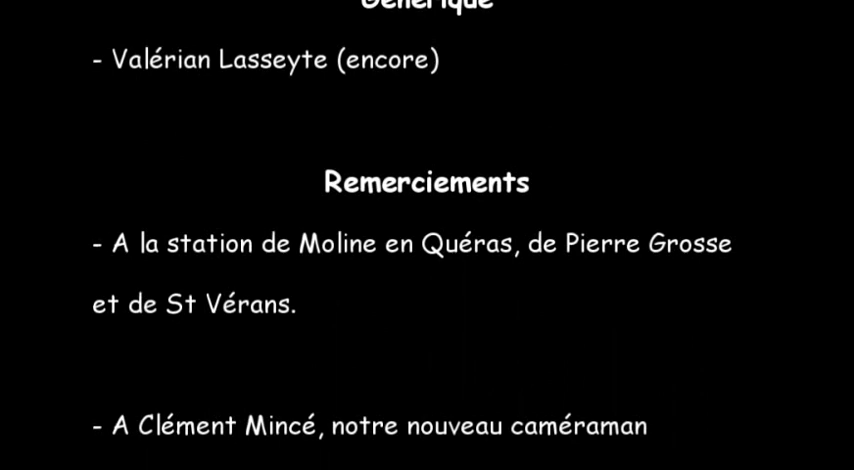 Générique
- Valérian Lasseyte (encore)
Remerciements
- A la station de Moline en Quéras, de Pierre Grosse
et de St Vérans.
- A Clément Mincé, notre nouveau caméraman